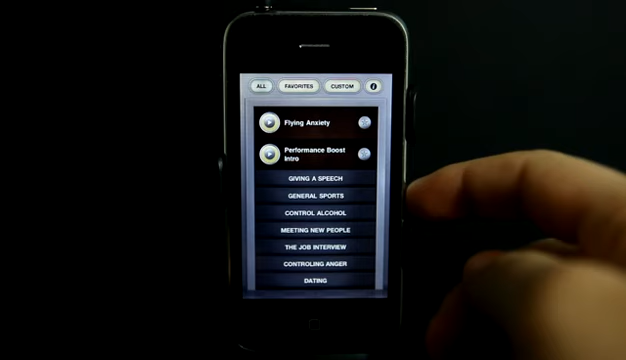 ALL
FAVORITES
CUSTOM
i
Flying Anxiety
Performance Boost
Intro
GIVING A SPEECH
GENERAL SPORTS
CONTROL ALCOHOL
MEETING NEW PEOPLE
THE JOB INTERVIEW
CONTROLING ANGER
DATING